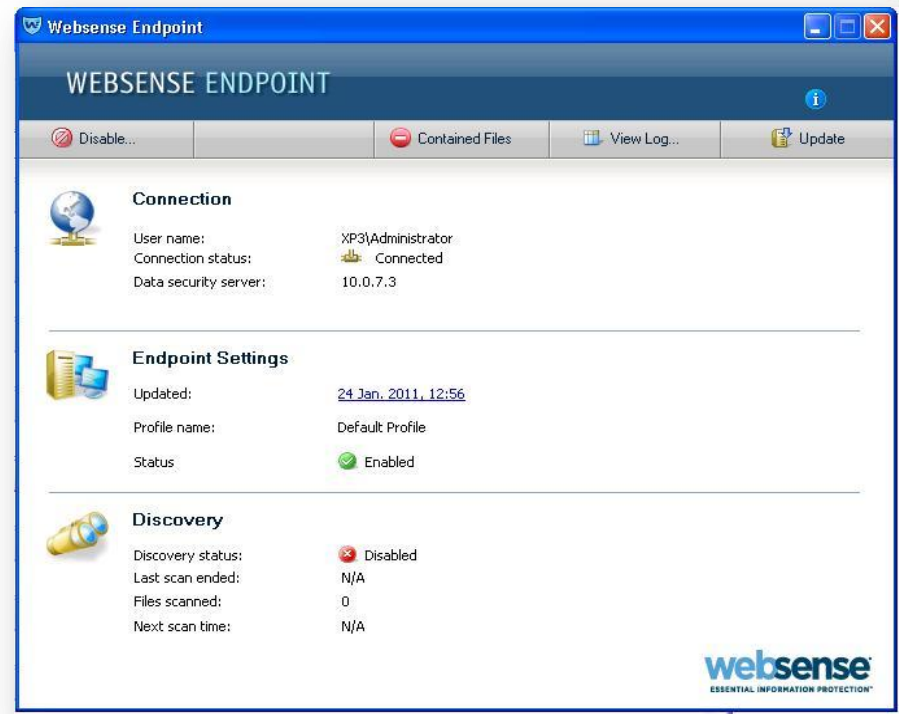 Websense Endpoint
WEBSENSE ENDPOINT
Disable... Contained Files View Log... Update
Connection
User name: XP3\Administrator
Connection status: Connected
Data security server: 10.0.7.3
Endpoint Settings
Updated: 24 Jan. 2011, 12:56
Profile name: Default Profile
Status Enabled
Discovery
Discovery status: Disabled
Last scan ended: N/A
Files scanned: 0
Next scan time: N/A
websense
ESSENTIAL INFORMATION PROTECTION™